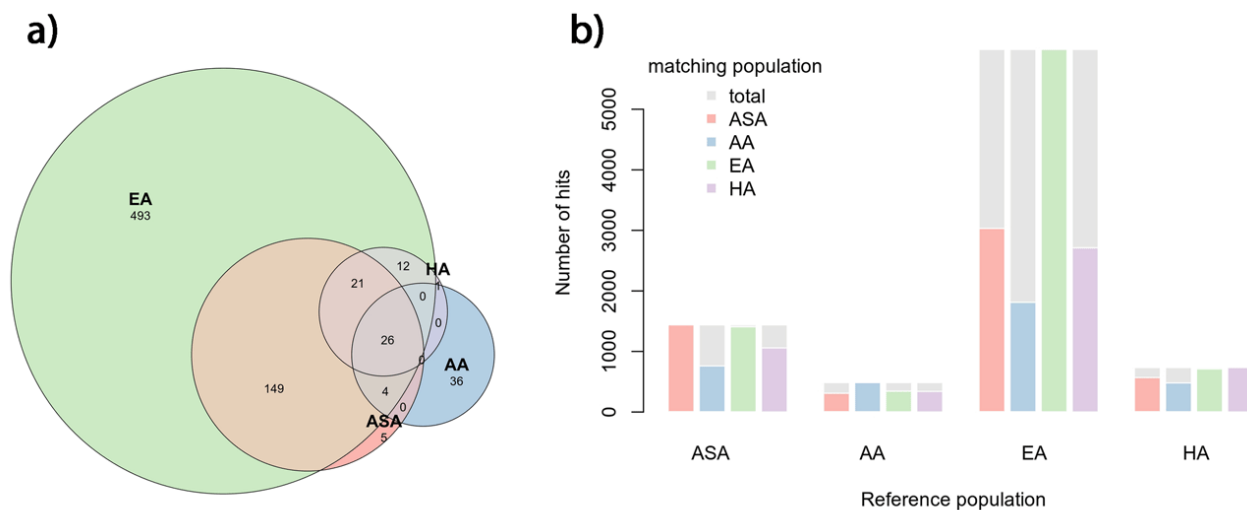 a)
EA
493
12
HA
21
1
0
0
26
0
AA
36
149
4
0
ASA
5
b)
matching population
total
ASA
AA
EA
HA
Number of hits
5000
4000
3000
2000
1000
0
ASA
AA
EA
HA
Reference population